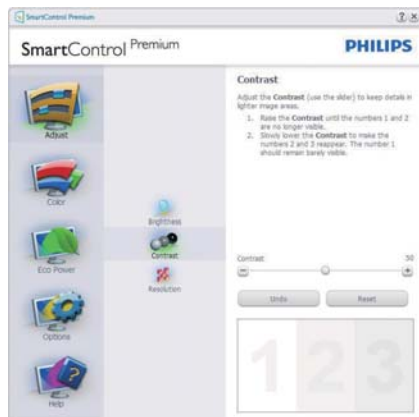 SmartControl Premium
SmartControl Premium
PHILIPS
Adjust
Color
Eco Power
Options
Help
Brightness
Contrast
Resolution
Contrast
Adjust the Contrast (use the slider) to keep details in
lighter image areas.
1. Raise the Contrast until the numbers 1 and 2
are no longer visible.
2. Slowly lower the Contrast to make the
numbers 2 and 3 reappear. The number 1
should remain barely visible.
Contrast
50
Undo
Reset
1 2 3